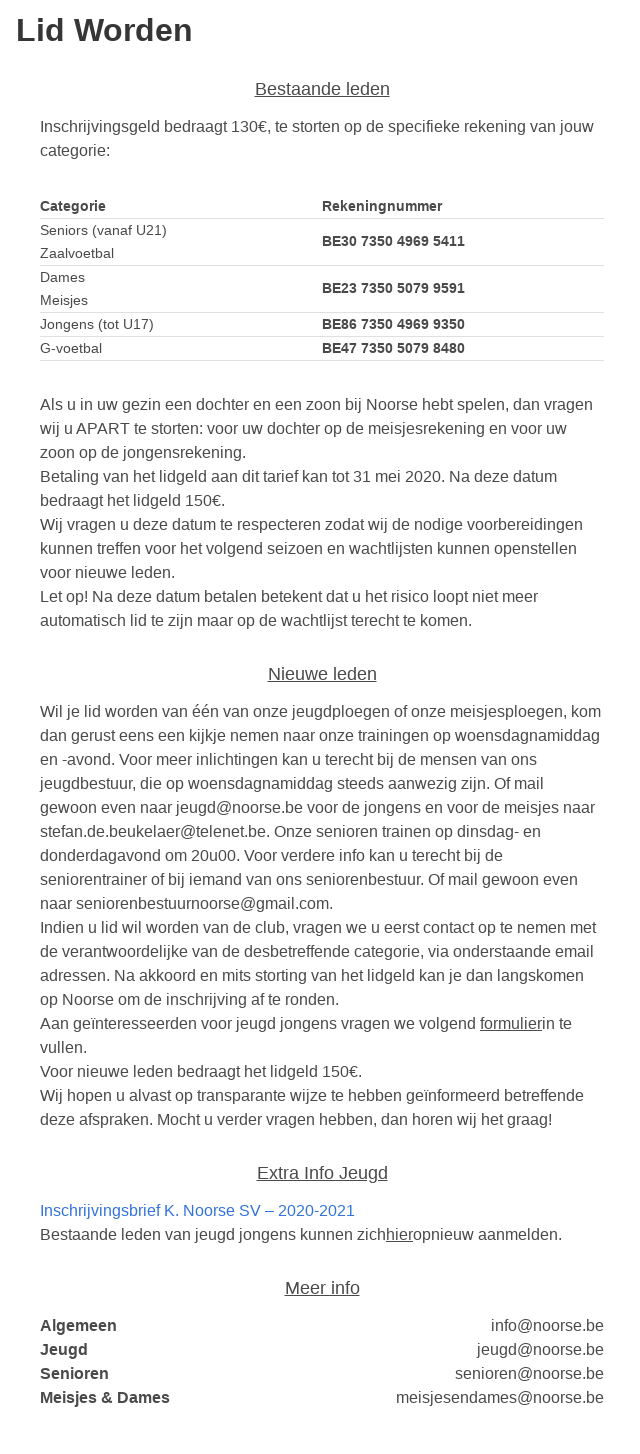 Lid Worden
Bestaande leden
Inschrijvingsgeld bedraagt 130€, te storten op de specifieke rekening van jouw
categorie:
Categorie Rekeningnummer
Seniors (vanaf U21)
Zaalvoetbal
BE30 7350 4969 5411
Dames
Meisjes
BE23 7350 5079 9591
Jongens (tot U17) BE86 7350 4969 9350
G-voetbal BE47 7350 5079 8480
Als u in uw gezin een dochter en een zoon bij Noorse hebt spelen, dan vragen
wij u APART te storten: voor uw dochter op de meisjesrekening en voor uw
zoon op de jongensrekening.
Betaling van het lidgeld aan dit tarief kan tot 31 mei 2020. Na deze datum
bedraagt het lidgeld 150€.
Wij vragen u deze datum te respecteren zodat wij de nodige voorbereidingen
kunnen treffen voor het volgend seizoen en wachtlijsten kunnen openstellen
voor nieuwe leden.
Let op! Na deze datum betalen betekent dat u het risico loopt niet meer
automatisch lid te zijn maar op de wachtlijst terecht te komen.
Nieuwe leden
Wil je lid worden van één van onze jeugdploegen of onze meisjesploegen, kom
dan gerust eens een kijkje nemen naar onze trainingen op woensdagnamiddag
en -avond. Voor meer inlichtingen kan u terecht bij de mensen van ons
jeugdbestuur, die op woensdagnamiddag steeds aanwezig zijn. Of mail
gewoon even naar jeugd@noorse.be voor de jongens en voor de meisjes naar
stefan.de.beukelaer@telenet.be. Onze senioren trainen op dinsdag- en
donderdagavond om 20u00. Voor verdere info kan u terecht bij de
seniorentrainer of bij iemand van ons seniorenbestuur. Of mail gewoon even
naar seniorenbestuurnoorse@gmail.com.
Indien u lid wil worden van de club, vragen we u eerst contact op te nemen met
de verantwoordelijke van de desbetreffende categorie, via onderstaande email
adressen. Na akkoord en mits storting van het lidgeld kan je dan langskomen
op Noorse om de inschrijving af te ronden.
Aan geïnteresseerden voor jeugd jongens vragen we volgend formulierin te
vullen.
Voor nieuwe leden bedraagt het lidgeld 150€.
Wij hopen u alvast op transparante wijze te hebben geïnformeerd betreffende
deze afspraken. Mocht u verder vragen hebben, dan horen wij het graag!
Extra Info Jeugd
Inschrijvingsbrief K. Noorse SV – 2020-2021
Bestaande leden van jeugd jongens kunnen zichhieropnieuw aanmelden.
Meer info
Algemeen info@noorse.be
Jeugd jeugd@noorse.be
Senioren senioren@noorse.be
Meisjes & Dames meisjesendames@noorse.be